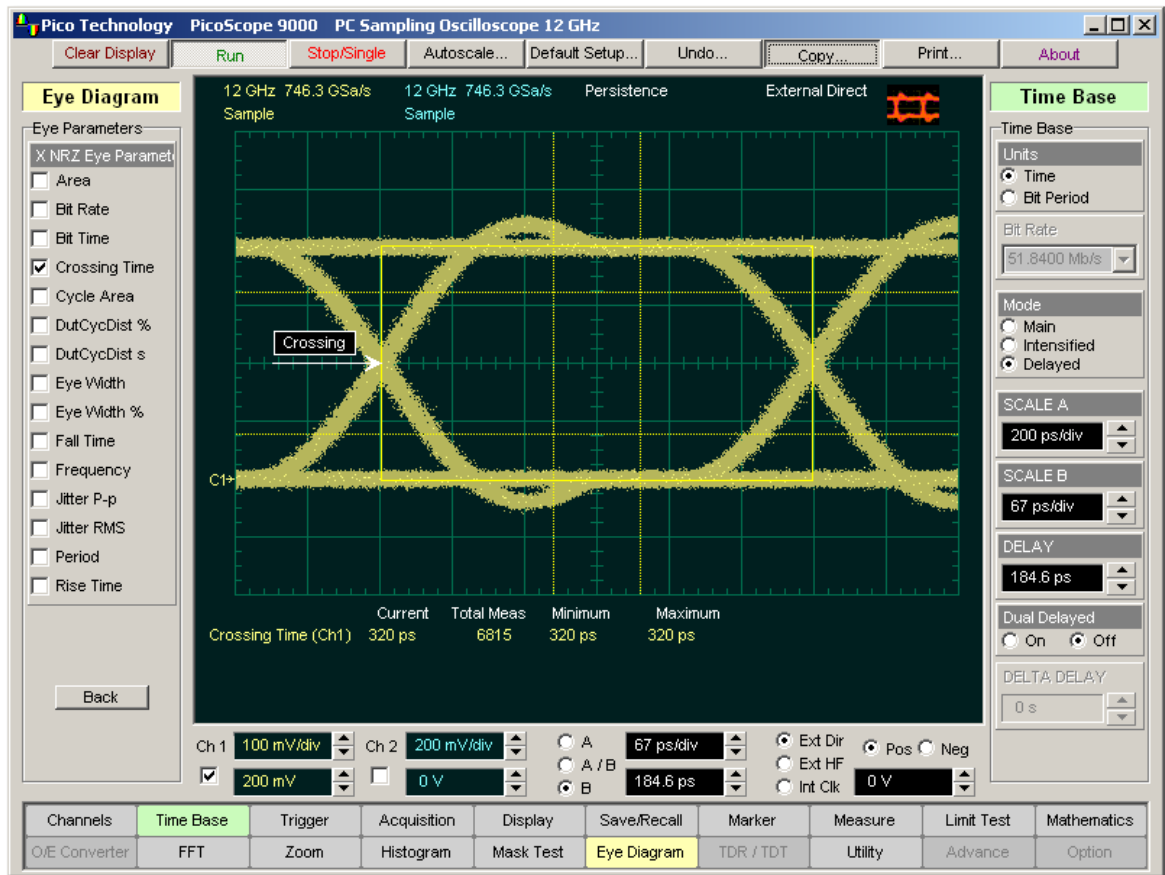 Pico Technology PicoScope 9000 PC Sampling Oscilloscope 12 GHz
Clear Display Run Stop/Single Autoscale... Default Setup... Undo... Copy... Print... About
Eye Diagram
Eye Parameters
X NRZ Eye Paramet
Area
Bit Rate
Bit Time
Crossing Time
Cycle Area
DutCycDist %
DutCycDist s
Eye Width
Eye Width %
Fall Time
Frequency
Jitter P-p
Jitter RMS
Period
Rise Time
Back
12 GHz 746.3 GSa/s 12 GHz 746.3 GSa/s Persistence External Direct
Sample Sample
Crossing
C1
Current Total Meas Minimum Maximum
Crossing Time (Ch1) 320 ps 6815 320 ps 320 ps
Time Base
Time Base
Units
Time
Bit Period
Bit Rate
51.8400 Mb/s
Mode
Main
Intensified
Delayed
SCALE A
200 ps/div
SCALE B
67 ps/div
DELAY
184.6 ps
Dual Delayed
On Off
DELTA DELAY
0 s
Ch 1 100 mV/div Ch 2 200 mV/div A 67 ps/div Ext Dir Pos Neg
A / B Ext HF
200 mV 0 V B 184.6 ps Int Clk 0 V
Channels Time Base Trigger Acquisition Display Save/Recall Marker Measure Limit Test Mathematics
O/E Converter FFT Zoom Histogram Mask Test Eye Diagram TDR / TDT Utility Advance Option